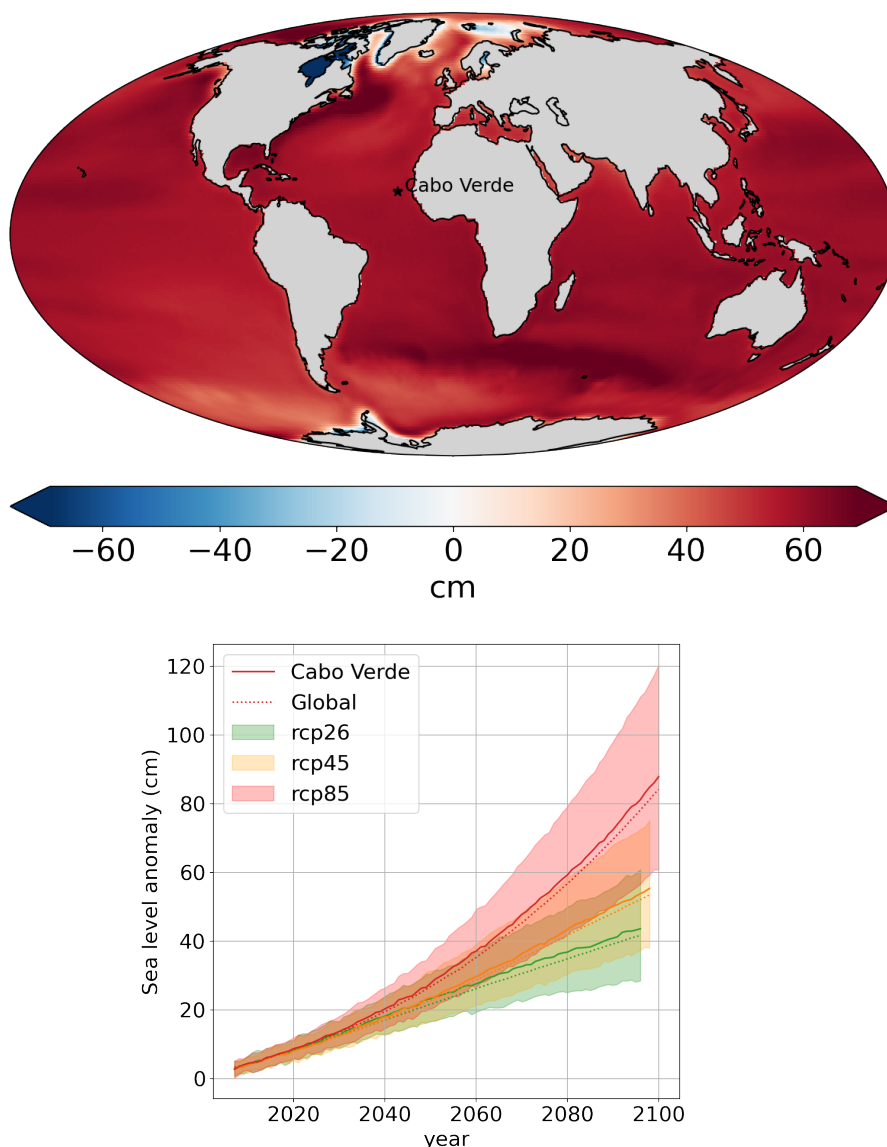 Cabo Verde
−60 −40 −20 0 20 40 60
cm
Cabo Verde
Global
rcp26
rcp45
rcp85
120
100
80
60
40
20
0
Sea level anomaly (cm)
2020 2040 2060 2080 2100
year